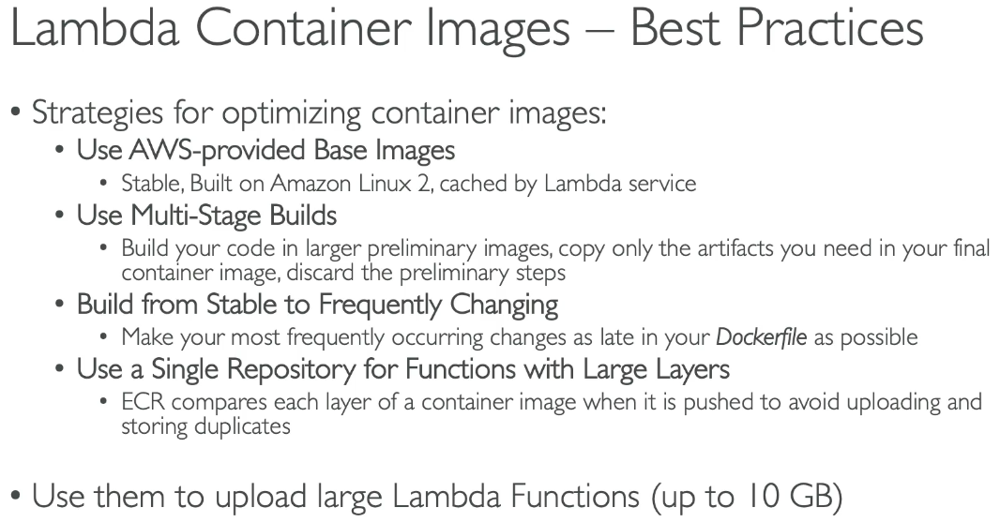 Lambda Container Images – Best Practices
• Strategies for optimizing container images:
• Use AWS-provided Base Images
• Stable, Built on Amazon Linux 2, cached by Lambda service
• Use Multi-Stage Builds
• Build your code in larger preliminary images, copy only the artifacts you need in your final
container image, discard the preliminary steps
• Build from Stable to Frequently Changing
• Make your most frequently occurring changes as late in your Dockerfile as possible
• Use a Single Repository for Functions with Large Layers
• ECR compares each layer of a container image when it is pushed to avoid uploading and
storing duplicates
• Use them to upload large Lambda Functions (up to 10 GB)